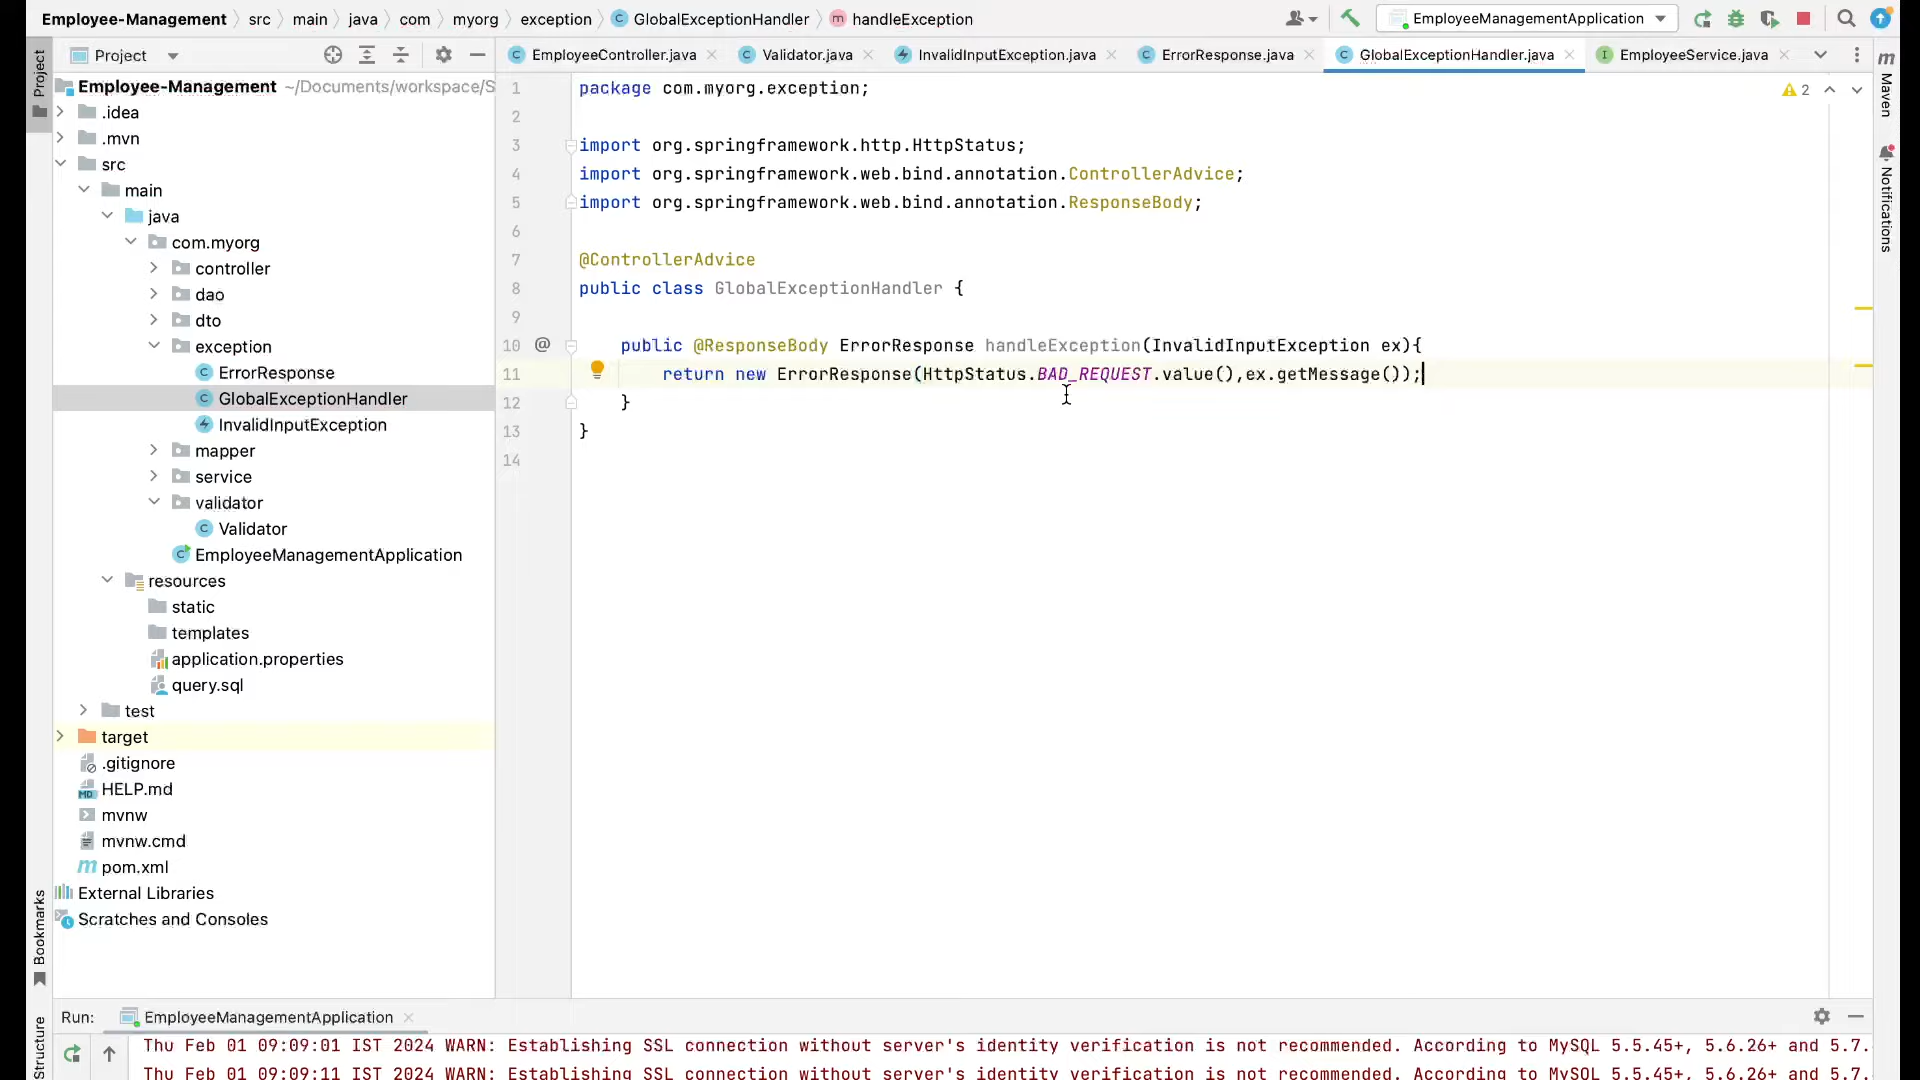 Employee-Management src main java com myorg exception GlobalExceptionHandler handleException
EmployeeManagementApplication
Project
EmployeeController.java Validator.java InvalidInputException.java ErrorResponse.java GlobalExceptionHandler.java EmployeeService.java
Project
Bookmarks
Structure
Maven
Notifications
Employee-Management ~/Documents/workspace/S
.idea
.mvn
src
main
java
com.myorg
controller
dao
dto
exception
ErrorResponse
GlobalExceptionHandler
InvalidInputException
mapper
service
validator
Validator
EmployeeManagementApplication
resources
static
templates
application.properties
query.sql
test
target
.gitignore
HELP.md
mvnw
mvnw.cmd
pom.xml
External Libraries
Scratches and Consoles
2
1 package com.myorg.exception;
2
3 import org.springframework.http.HttpStatus;
4 import org.springframework.web.bind.annotation.ControllerAdvice;
5 import org.springframework.web.bind.annotation.ResponseBody;
6
7 @ControllerAdvice
8 public class GlobalExceptionHandler {
9
10 @ public @ResponseBody ErrorResponse handleException(InvalidInputException ex){
11 return new ErrorResponse(HttpStatus.BAD_REQUEST.value(),ex.getMessage());
12 }
13 }
14
Run: EmployeeManagementApplication
Thu Feb 01 09:09:01 IST 2024 WARN: Establishing SSL connection without server's identity verification is not recommended. According to MySQL 5.5.45+, 5.6.26+ and 5.7.
Thu Feb 01 09:09:11 IST 2024 WARN: Establishing SSL connection without server's identity verification is not recommended. According to MySQL 5.5.45+, 5.6.26+ and 5.7.